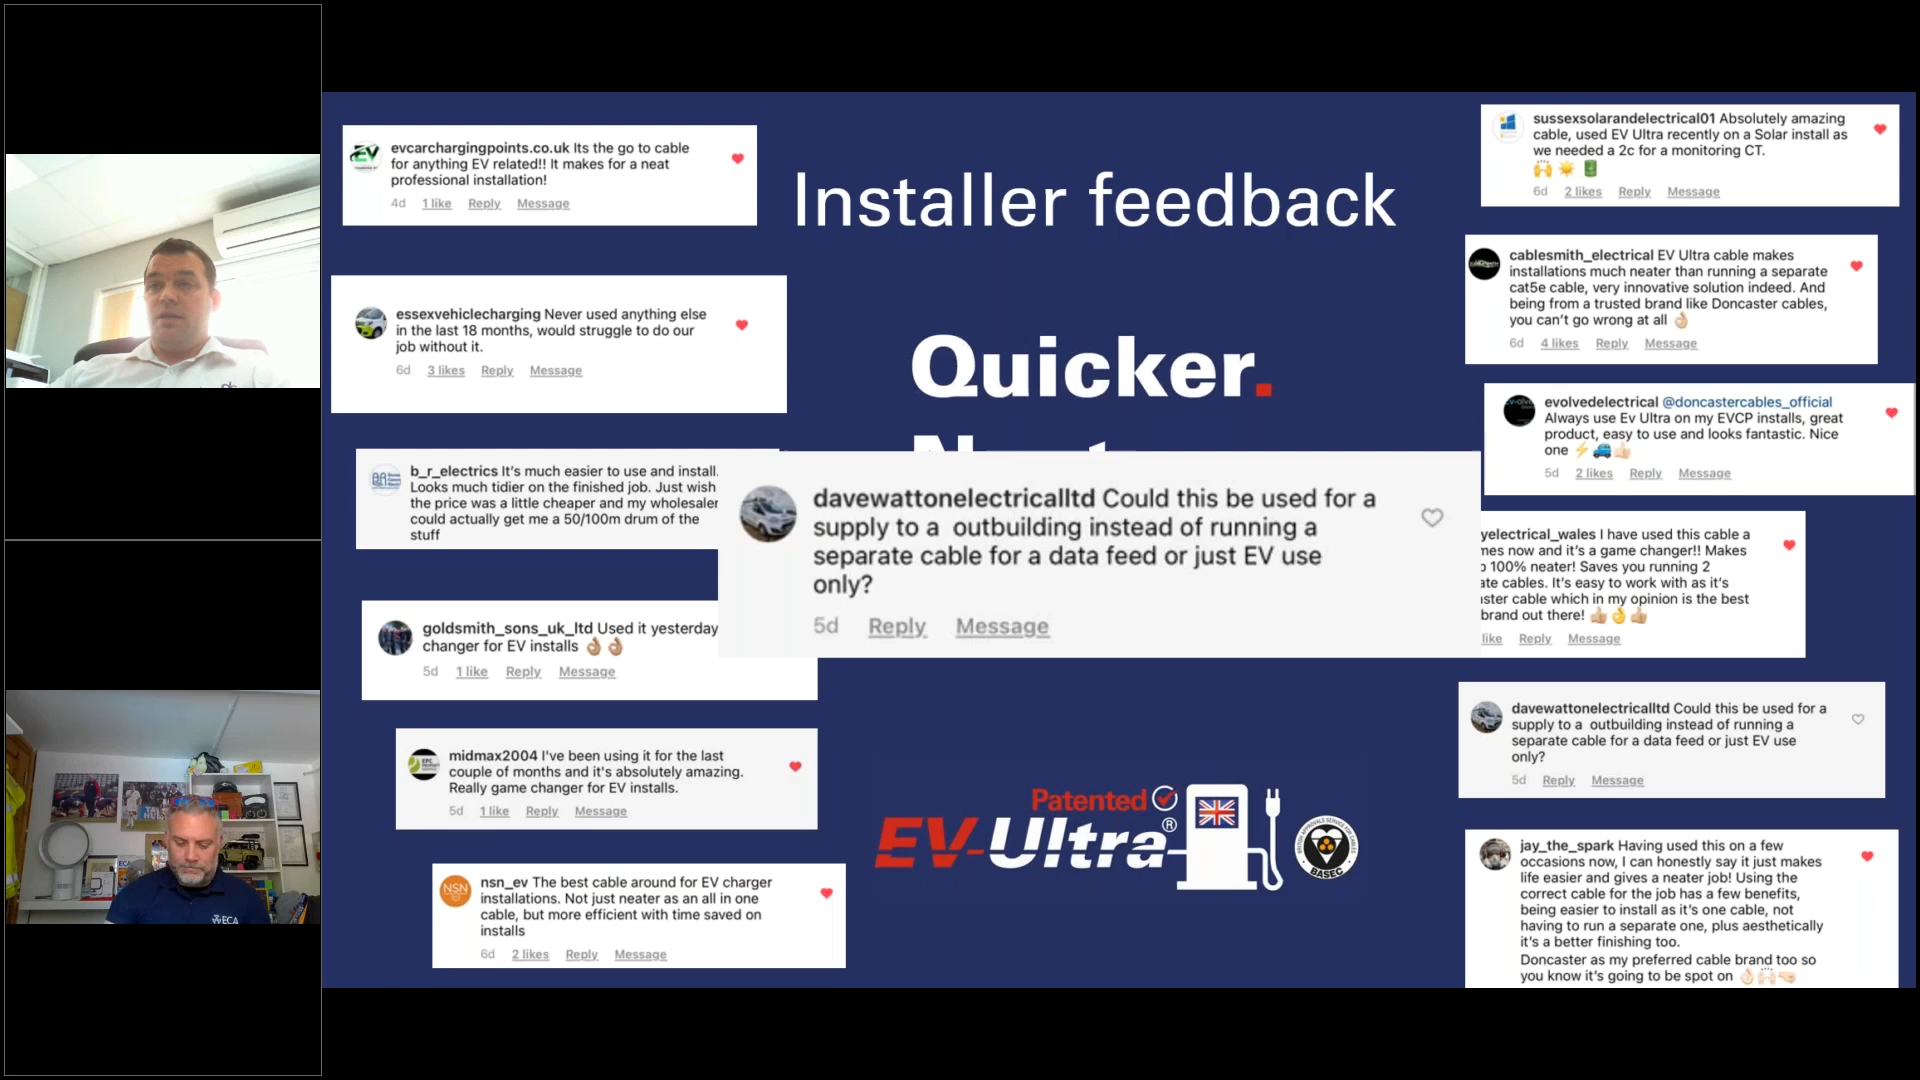 evcarchargingpoints.co.uk Its the go to cable
for anything EV related!! It makes for a neat
professional installation!
4d 1 like Reply Message
essexvehiclecharging Never used anything else
in the last 18 months, would struggle to do our
job without it.
6d 3 likes Reply Message
b_r_electrics It's much easier to use and install.
Looks much tidier on the finished job. Just wish
the price was a little cheaper and my wholesaler
could actually get me a 50/100m drum of the
stuff
goldsmith_sons_uk_ltd Used it yesterday
changer for EV installs 👌🏽👌🏽
5d 1 like Reply Message
midmax2004 I've been using it for the last
couple of months and it's absolutely amazing.
Really game changer for EV installs.
5d 1 like Reply Message
NSN
nsn_ev The best cable around for EV charger
installations. Not just neater as an all in one
cable, but more efficient with time saved on
installs
6d 2 likes Reply Message
Installer feedback
Quicker.
davewattonelectricalltd Could this be used for a
supply to a outbuilding instead of running a
separate cable for a data feed or just EV use
only?
5d Reply Message
Patented
EV-Ultra®
BASEC
sussexsolarandelectrical01 Absolutely amazing
cable, used EV Ultra recently on a Solar install as
we needed a 2c for a monitoring CT.
🙌🏼 ☀️ 🔋
6d 2 likes Reply Message
cablesmith_electrical EV Ultra cable makes
installations much neater than running a separate
cat5e cable, very innovative solution indeed. And
being from a trusted brand like Doncaster cables,
you can't go wrong at all 👌🏼
6d 4 likes Reply Message
evolvedelectrical @doncastercables_official
Always use Ev Ultra on my EVCP installs, great
product, easy to use and looks fantastic. Nice
one ⚡🚙👍🏻
5d 2 likes Reply Message
yelectrical_wales I have used this cable a
mes now and it's a game changer!! Makes
100% neater! Saves you running 2
ate cables. It's easy to work with as it's
ster cable which in my opinion is the best
brand out there! 👍🏼👌👍🏼
like Reply Message
davewattonelectricalltd Could this be used for a
supply to a outbuilding instead of running a
separate cable for a data feed or just EV use
only?
5d Reply Message
jay_the_spark Having used this on a few
occasions now, I can honestly say it just makes
life easier and gives a neater job! Using the
correct cable for the job has a few benefits,
being easier to install as it's one cable, not
having to run a separate one, plus aesthetically
it's a better finishing too.
Doncaster as my preferred cable brand too so
you know it's going to be spot on 👌🏻🙌🏻🤜🏻
ECA